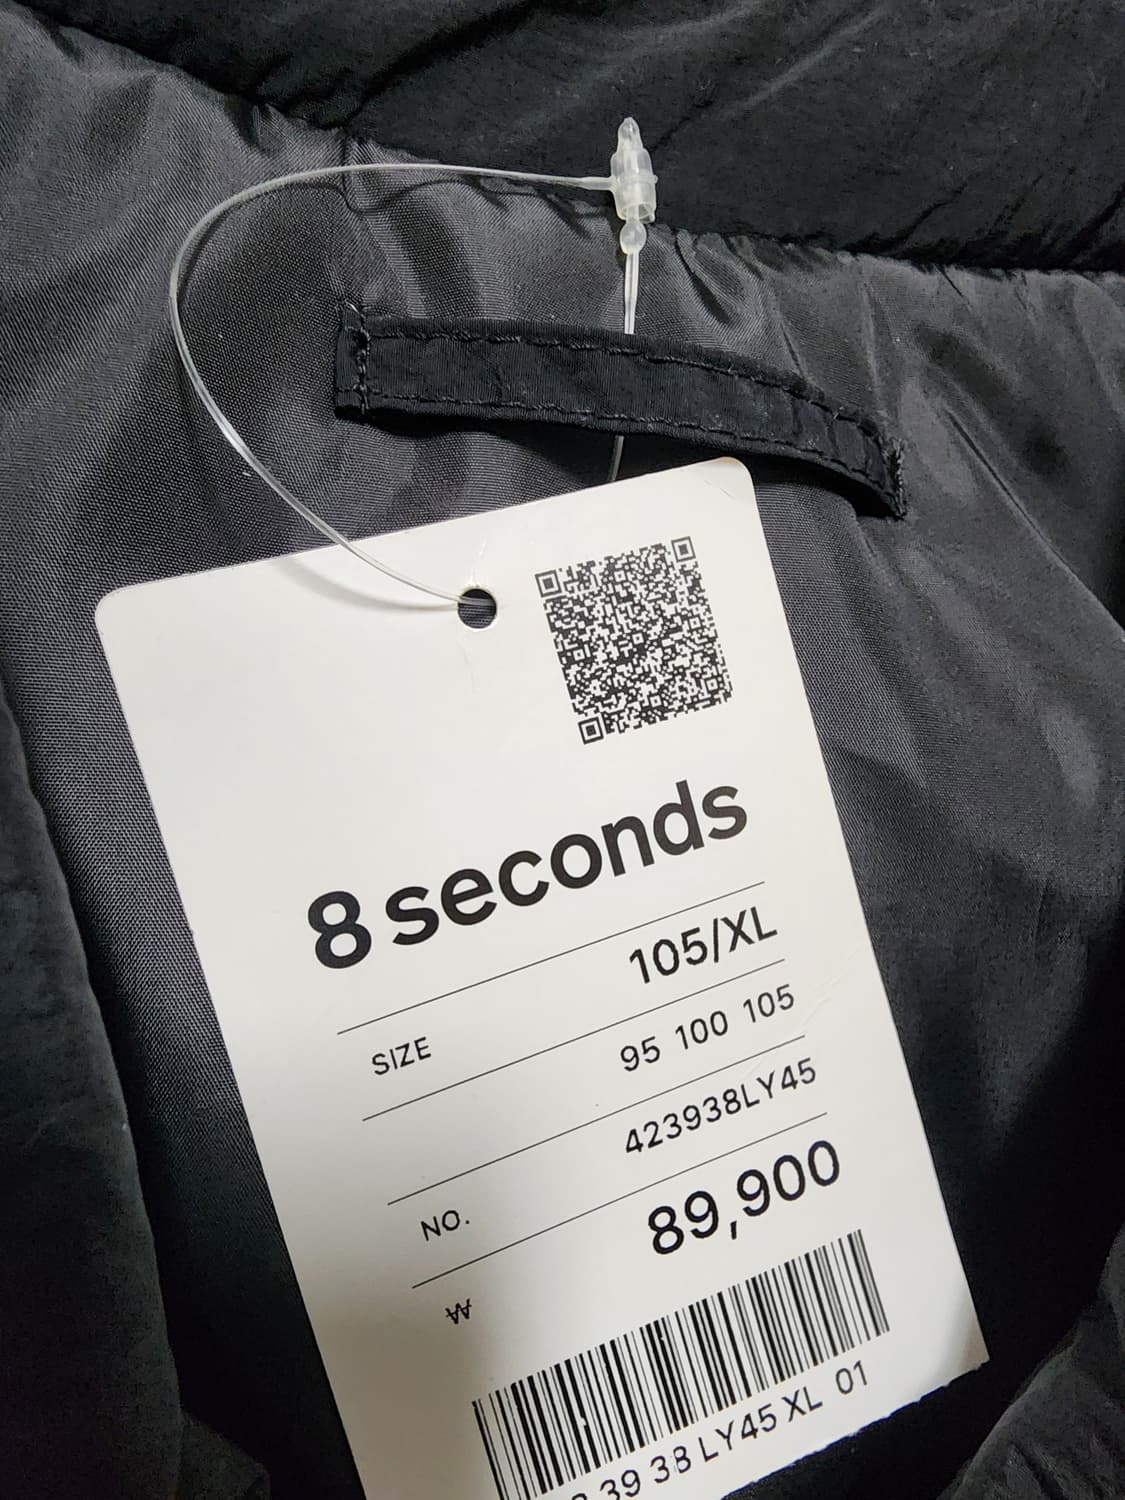 8 seconds
105/XL
SIZE 95 100 105
423938LY45
NO.
89,900
₩
39 38 LY45 XL 01